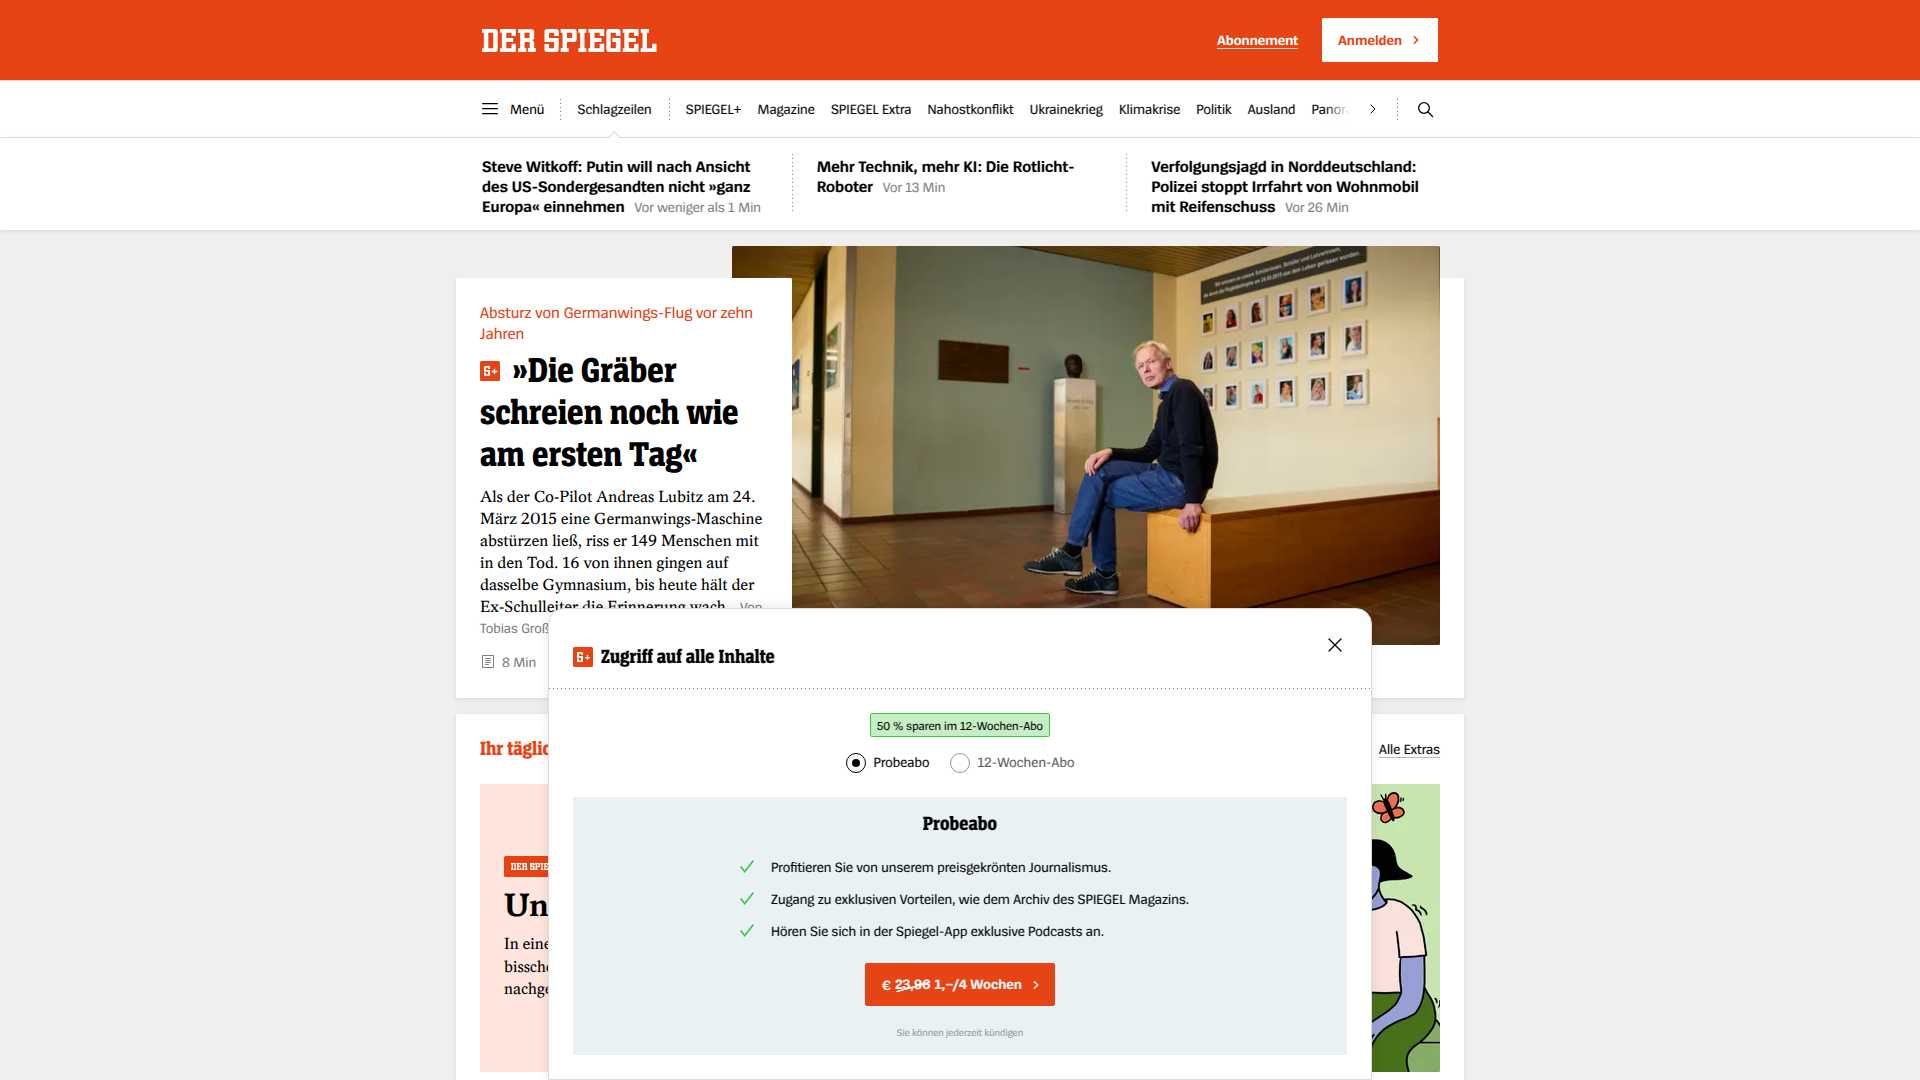 DER SPIEGEL
Abonnement
Anmelden
Menü
Schlagzeilen
SPIEGEL+
Magazine
SPIEGEL Extra
Nahostkonflikt
Ukrainekrieg
Klimakrise
Politik
Ausland
Panor
Steve Witkoff: Putin will nach Ansicht
des US-Sondergesandten nicht »ganz
Europa« einnehmen Vor weniger als 1 Min
Mehr Technik, mehr KI: Die Rotlicht-
Roboter Vor 13 Min
Verfolgungsjagd in Norddeutschland:
Polizei stoppt Irrfahrt von Wohnmobil
mit Reifenschuss Vor 26 Min
Absturz von Germanwings-Flug vor zehn
Jahren
S+ »Die Gräber
schreien noch wie
am ersten Tag«
Als der Co-Pilot Andreas Lubitz am 24.
März 2015 eine Germanwings-Maschine
abstürzen ließ, riss er 149 Menschen mit
in den Tod. 16 von ihnen gingen auf
dasselbe Gymnasium, bis heute hält der
Ex-Schulleiter die Erinnerung wach. Von
Tobias Groß
8 Min
S+ Zugriff auf alle Inhalte
50 % sparen im 12-Wochen-Abo
Probeabo
12-Wochen-Abo
Probeabo
Profitieren Sie von unserem preisgekrönten Journalismus.
Zugang zu exklusiven Vorteilen, wie dem Archiv des SPIEGEL Magazins.
Hören Sie sich in der Spiegel-App exklusive Podcasts an.
€ 23,96 1,–/4 Wochen
Sie können jederzeit kündigen
Ihr täglic
Alle Extras
DER SPIE
Un
In eine
bissch
nachge